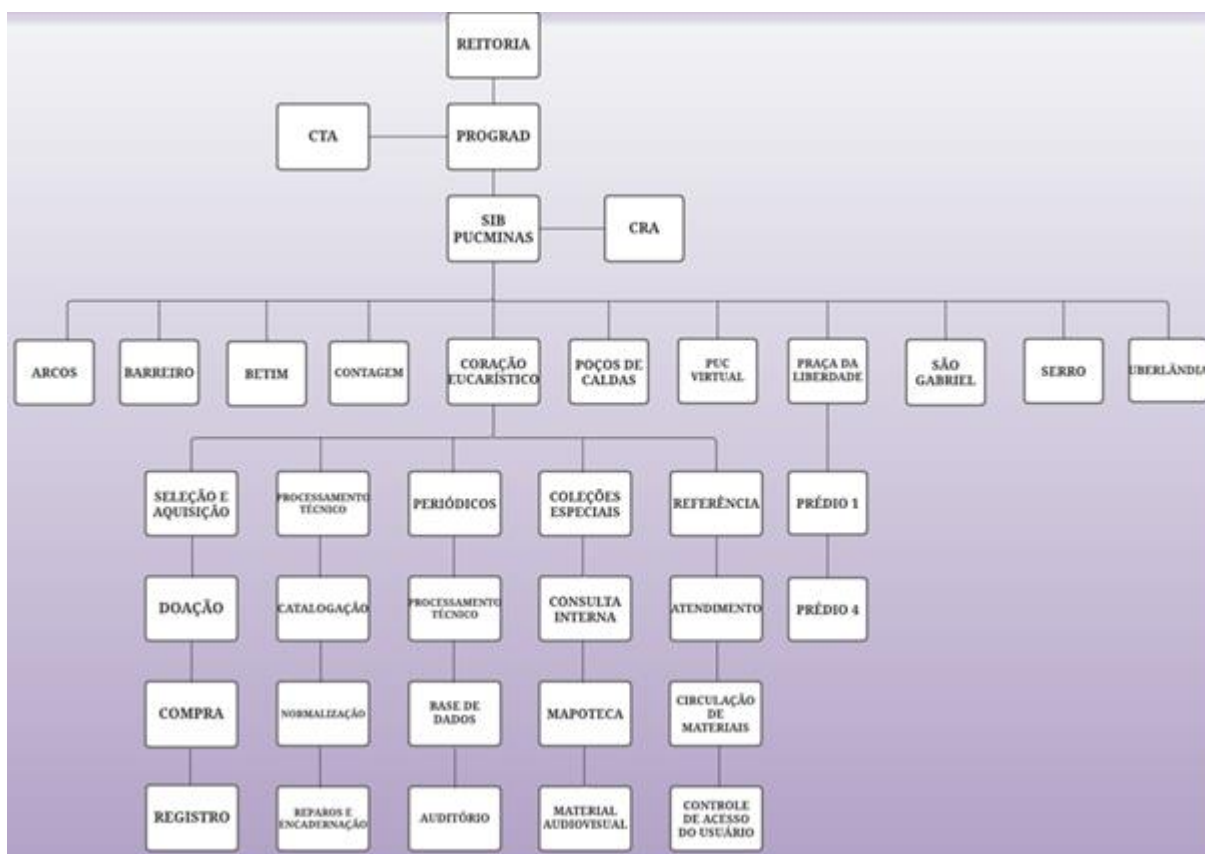 REITORIA
CTA
PROGRAD
SIB
PUCMINAS
CRA
ARCOS
BARREIRO
BETIM
CONTAGEM
CORAÇÃO
EUCARÍSTICO
POÇOS DE
CALDAS
PUC
VIRTUAL
PRAÇA DA
LIBERDADE
SÃO
GABRIEL
SERRO
UBERLÂNDIA
SELEÇÃO E
AQUISIÇÃO
PROCESSAMENTO
TÉCNICO
PERIÓDICOS
COLEÇÕES
ESPECIAIS
REFERÊNCIA
PRÉDIO 1
DOAÇÃO
CATALOGAÇÃO
PROCESSAMENTO
TÉCNICO
CONSULTA
INTERNA
ATENDIMENTO
PRÉDIO 4
COMPRA
NORMALIZAÇÃO
BASE DE
DADOS
MAPOTECA
CIRCULAÇÃO
DE
MATERIAIS
REGISTRO
REPAROS E
ENCADERNAÇÃO
AUDITÓRIO
MATERIAL
AUDIOVISUAL
CONTROLE
DE ACESSO
DO USUÁRIO